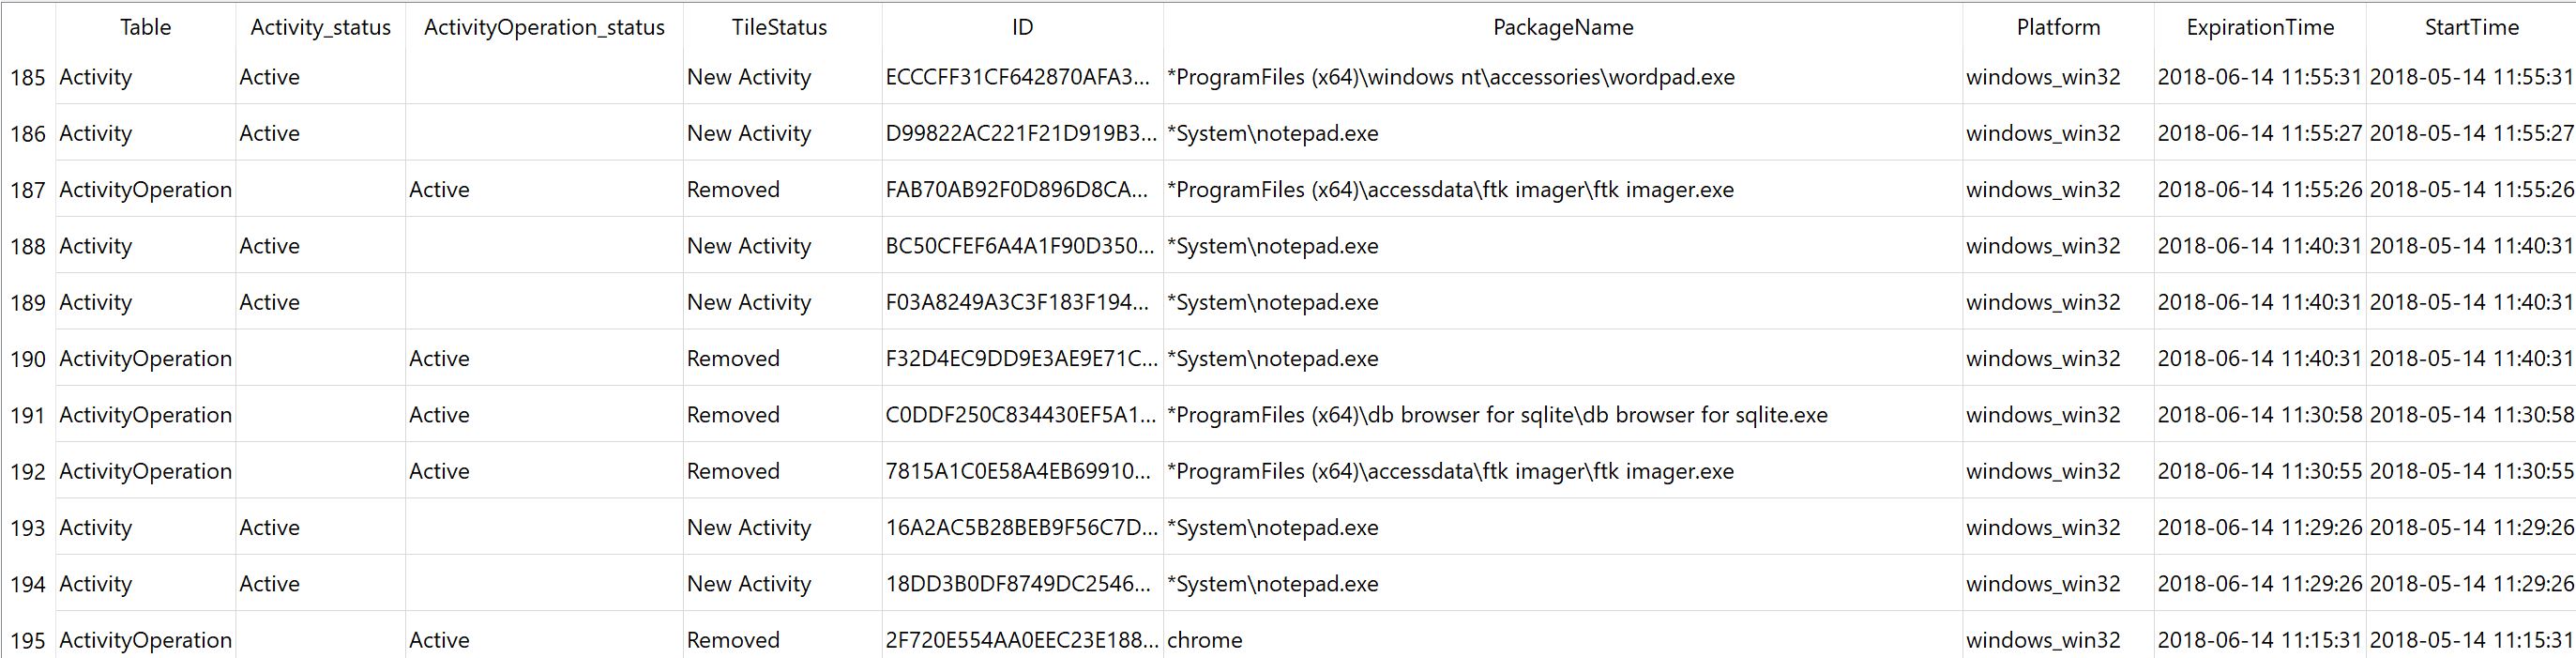 Table Activity_status ActivityOperation_status TileStatus ID PackageName Platform ExpirationTime StartTime
185 Activity Active New Activity ECCCFF31CF642870AFA3... *ProgramFiles (x64)\windows nt\accessories\wordpad.exe windows_win32 2018-06-14 11:55:31 2018-05-14 11:55:31
186 Activity Active New Activity D99822AC221F21D919B3... *System\notepad.exe windows_win32 2018-06-14 11:55:27 2018-05-14 11:55:27
187 ActivityOperation Active Removed FAB70AB92F0D896D8CA... *ProgramFiles (x64)\accessdata\ftk imager\ftk imager.exe windows_win32 2018-06-14 11:55:26 2018-05-14 11:55:26
188 Activity Active New Activity BC50CFEF6A4A1F90D350... *System\notepad.exe windows_win32 2018-06-14 11:40:31 2018-05-14 11:40:31
189 Activity Active New Activity F03A8249A3C3F183F194... *System\notepad.exe windows_win32 2018-06-14 11:40:31 2018-05-14 11:40:31
190 ActivityOperation Active Removed F32D4EC9DD9E3AE9E71C... *System\notepad.exe windows_win32 2018-06-14 11:40:31 2018-05-14 11:40:31
191 ActivityOperation Active Removed C0DDF250C834430EF5A1... *ProgramFiles (x64)\db browser for sqlite\db browser for sqlite.exe windows_win32 2018-06-14 11:30:58 2018-05-14 11:30:58
192 ActivityOperation Active Removed 7815A1C0E58A4EB69910... *ProgramFiles (x64)\accessdata\ftk imager\ftk imager.exe windows_win32 2018-06-14 11:30:55 2018-05-14 11:30:55
193 Activity Active New Activity 16A2AC5B28BEB9F56C7D... *System\notepad.exe windows_win32 2018-06-14 11:29:26 2018-05-14 11:29:26
194 Activity Active New Activity 18DD3B0DF8749DC2546... *System\notepad.exe windows_win32 2018-06-14 11:29:26 2018-05-14 11:29:26
195 ActivityOperation Active Removed 2F720E554AA0EEC23E188... chrome windows_win32 2018-06-14 11:15:31 2018-05-14 11:15:31